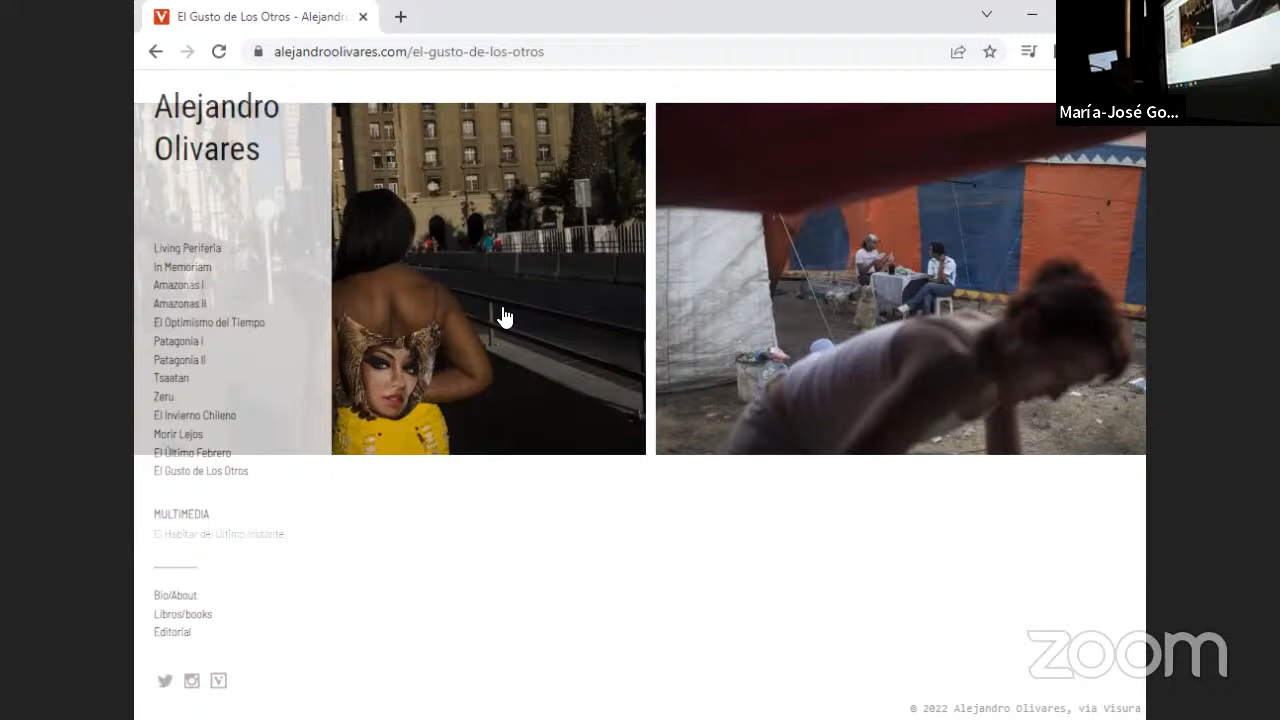 El Gusto de Los Otros - Alejandr
alejandroolivares.com/el-gusto-de-los-otros
María-José Go...
Alejandro
Olivares
Living Periferia
In Memoriam
Amazonas I
Amazonas II
El Optimismo del Tiempo
Patagonia I
Patagonia II
Tsaatan
Zeru
El Invierno Chileno
Morir Lejos
El Último Febrero
El Gusto de Los Otros
MULTIMEDIA
El Habitar del Último Instante
Bio/About
Libros/books
Editorial
zoom
© 2022 Alejandro Olivares, via Visura